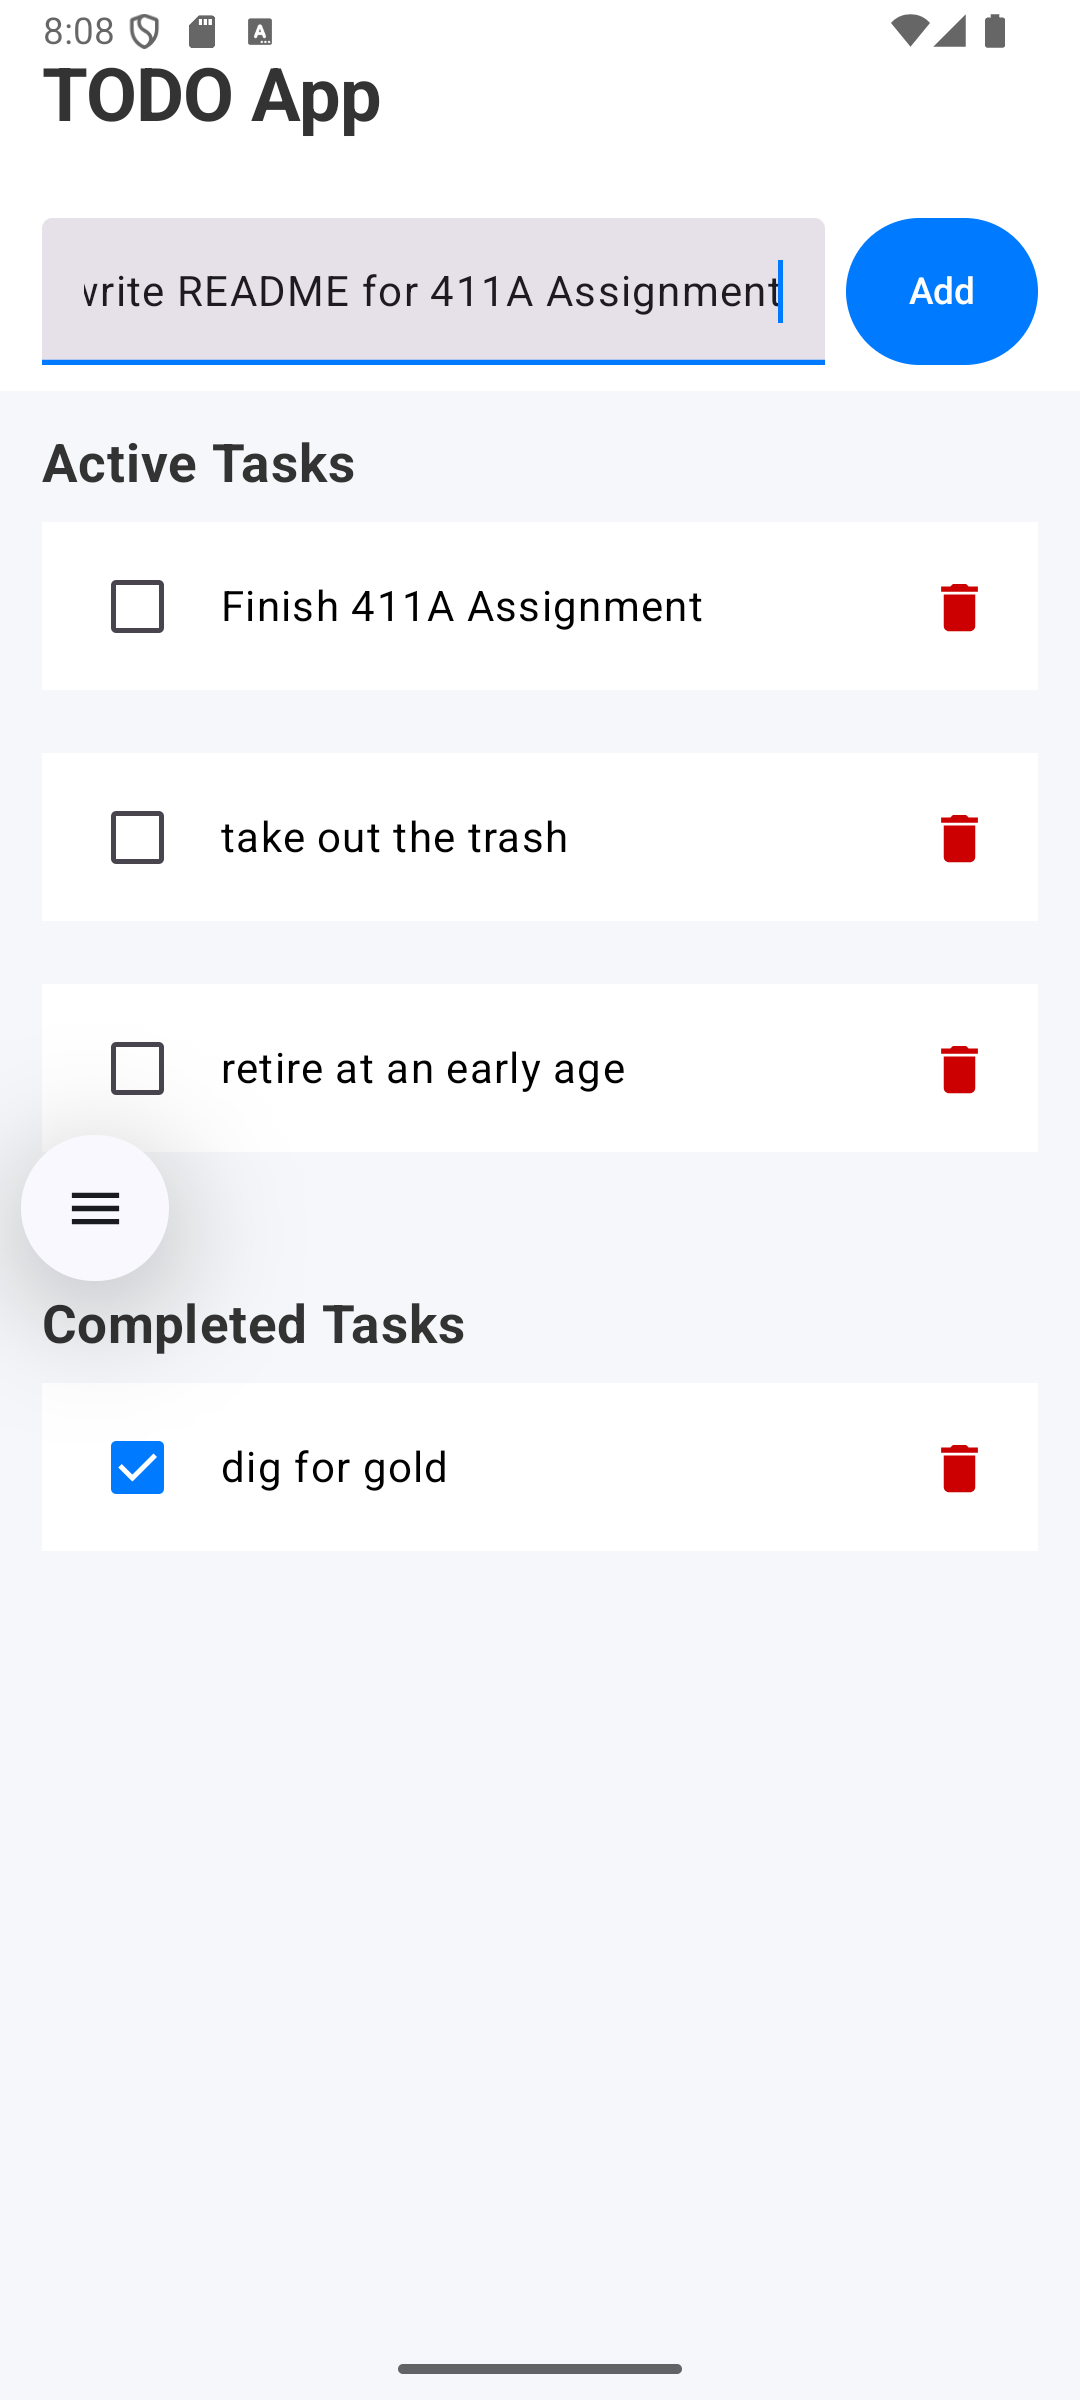 8:08
TODO App
write README for 411A Assignment
Add
Active Tasks
Finish 411A Assignment
take out the trash
retire at an early age
Completed Tasks
dig for gold